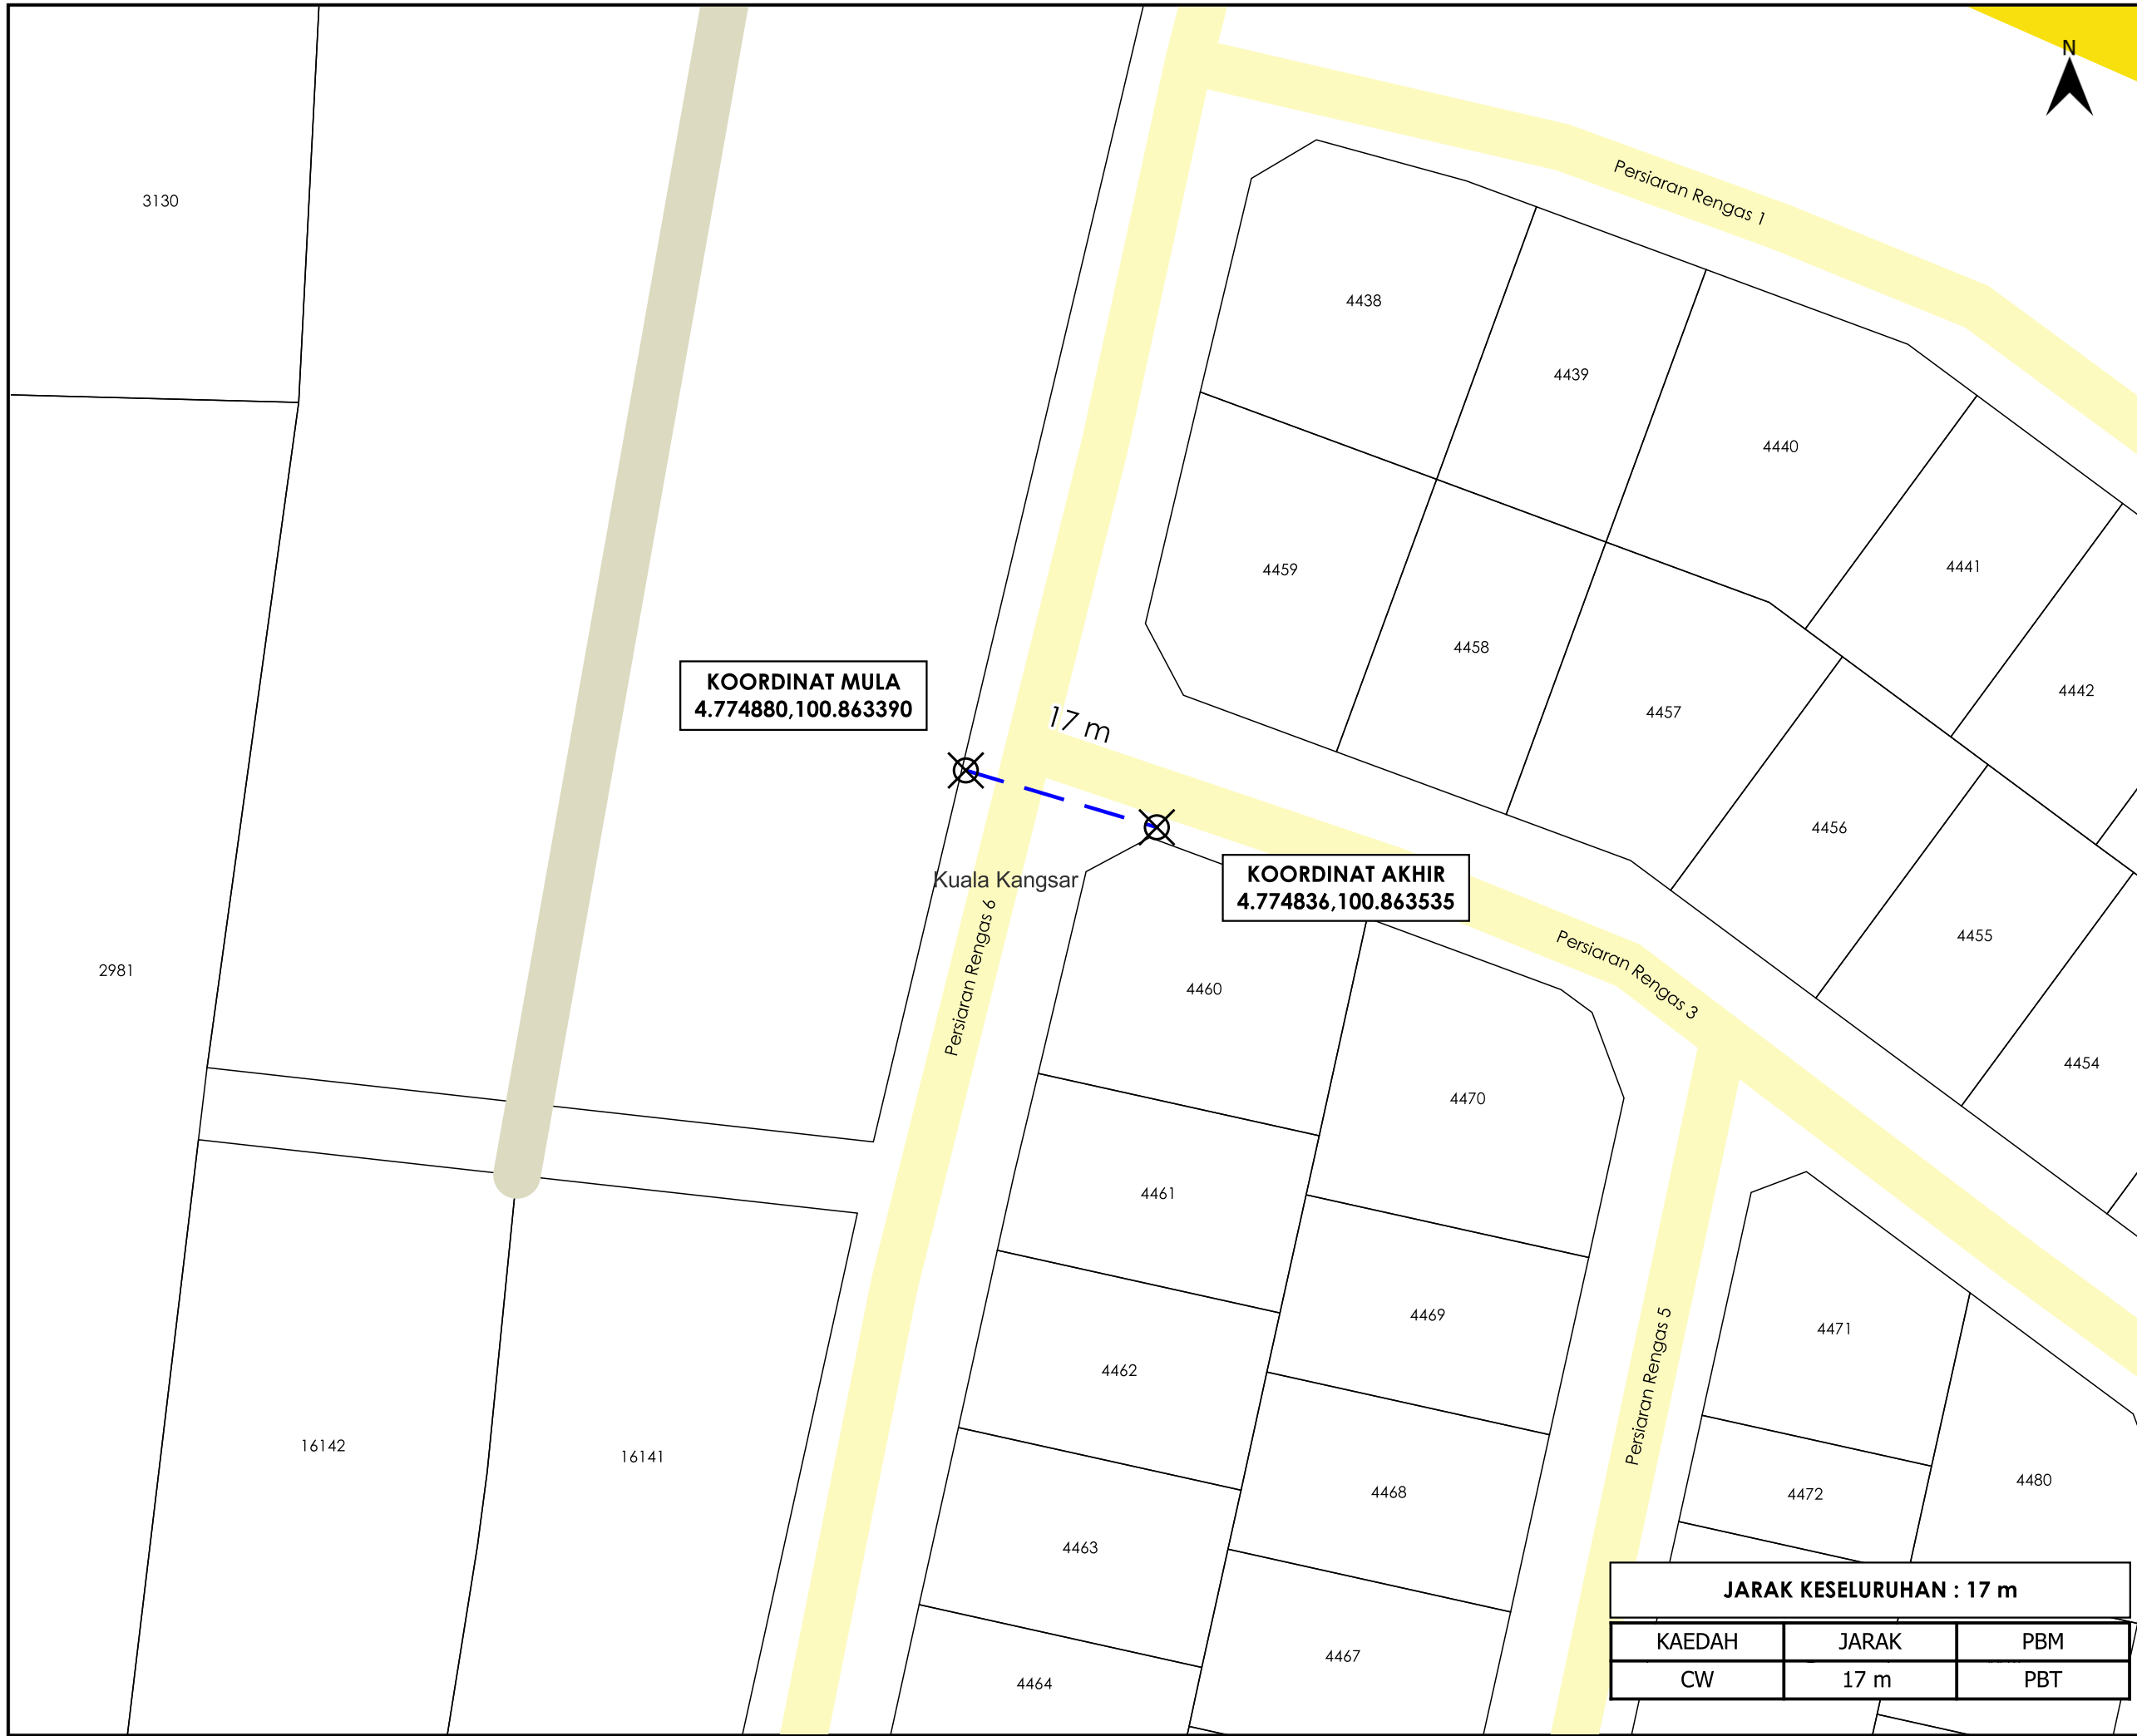 N
3130
Persiaran Rengas 1
4438
4439
4440
4441
4459
4458
4442
4457
KOORDINAT MULA
4.774880,100.863390
17 m
4456
KOORDINAT AKHIR
4.774836,100.863535
Kuala Kangsar
Persiaran Rengas 6
4455
Persiaran Rengas 3
2981
4460
4454
4470
4461
4469
4471
Persiaran Rengas 5
4462
16142
16141
4480
4468
4472
4463
JARAK KESELURUHAN : 17 m
KAEDAH JARAK PBM
CW 17 m PBT
4467
4464